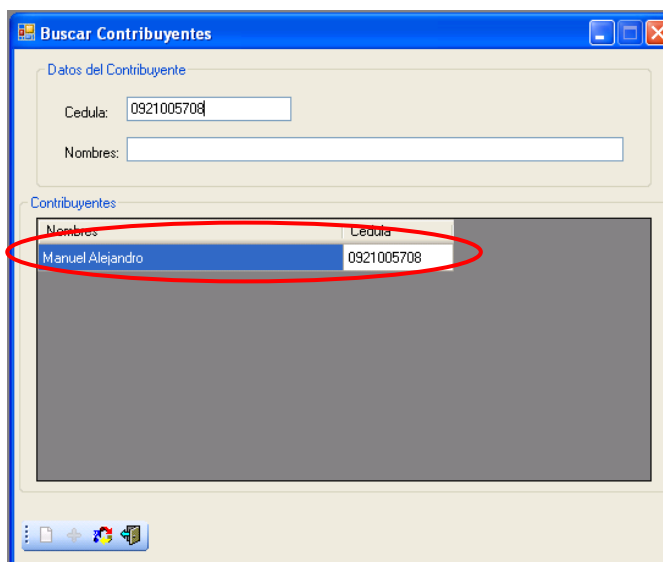 Buscar Contribuyentes
Datos del Contribuyente
Cedula: 0921005708
Nombres:
Contribuyentes
Nombres Cedula
Manuel Alejandro 0921005708